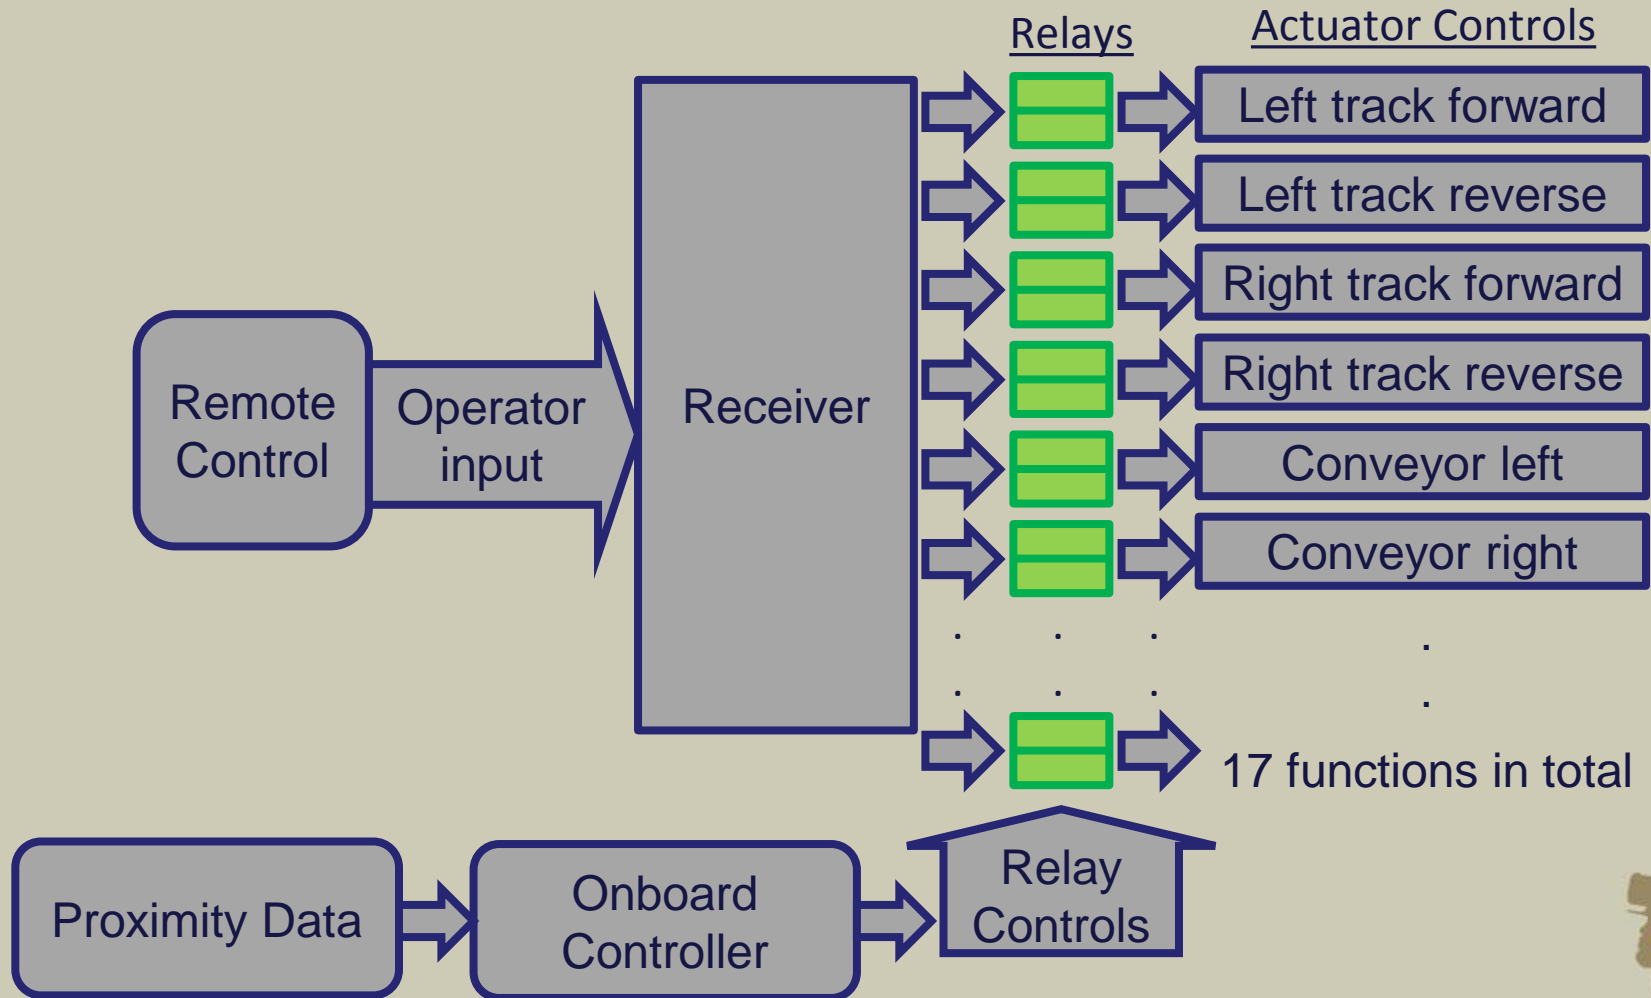 Relays
Actuator Controls
Left track forward
Left track reverse
Right track forward
Right track reverse
Conveyor left
Conveyor right
Remote
Control
Operator
input
Receiver
. . . .
. . . .
17 functions in total
Proximity Data
Onboard
Controller
Relay
Controls